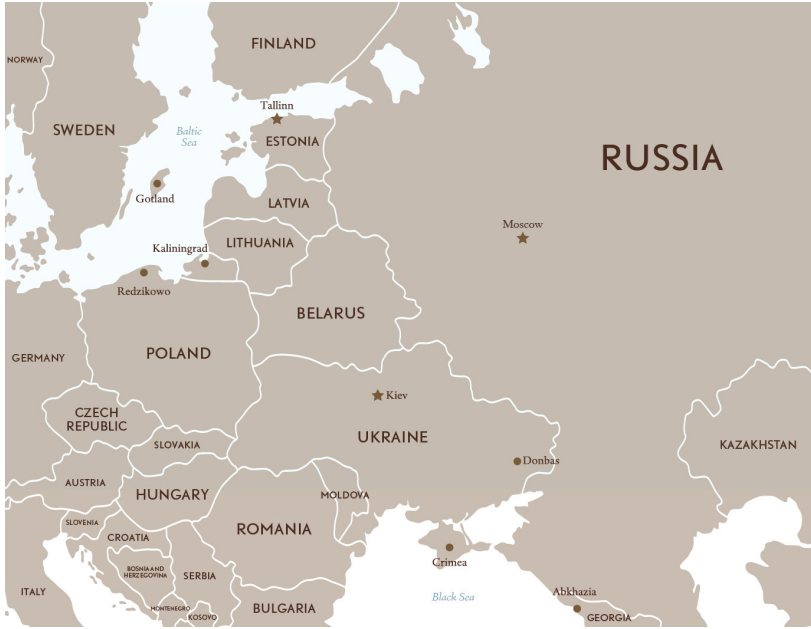 FINLAND
NORWAY
Tallinn
SWEDEN
Baltic
Sea
ESTONIA
RUSSIA
Gotland
LATVIA
Moscow
Kaliningrad
LITHUANIA
Redzikowo
BELARUS
GERMANY
POLAND
Kiev
CZECH
REPUBLIC
UKRAINE
SLOVAKIA
KAZAKHSTAN
Donbas
AUSTRIA
HUNGARY
MOLDOVA
SLOVENIA
ROMANIA
CROATIA
Crimea
BOSNIA AND
HERZEGOVINA
SERBIA
ITALY
Black Sea
Abkhazia
MONTENEGRO
BULGARIA
KOSOVO
GEORGIA